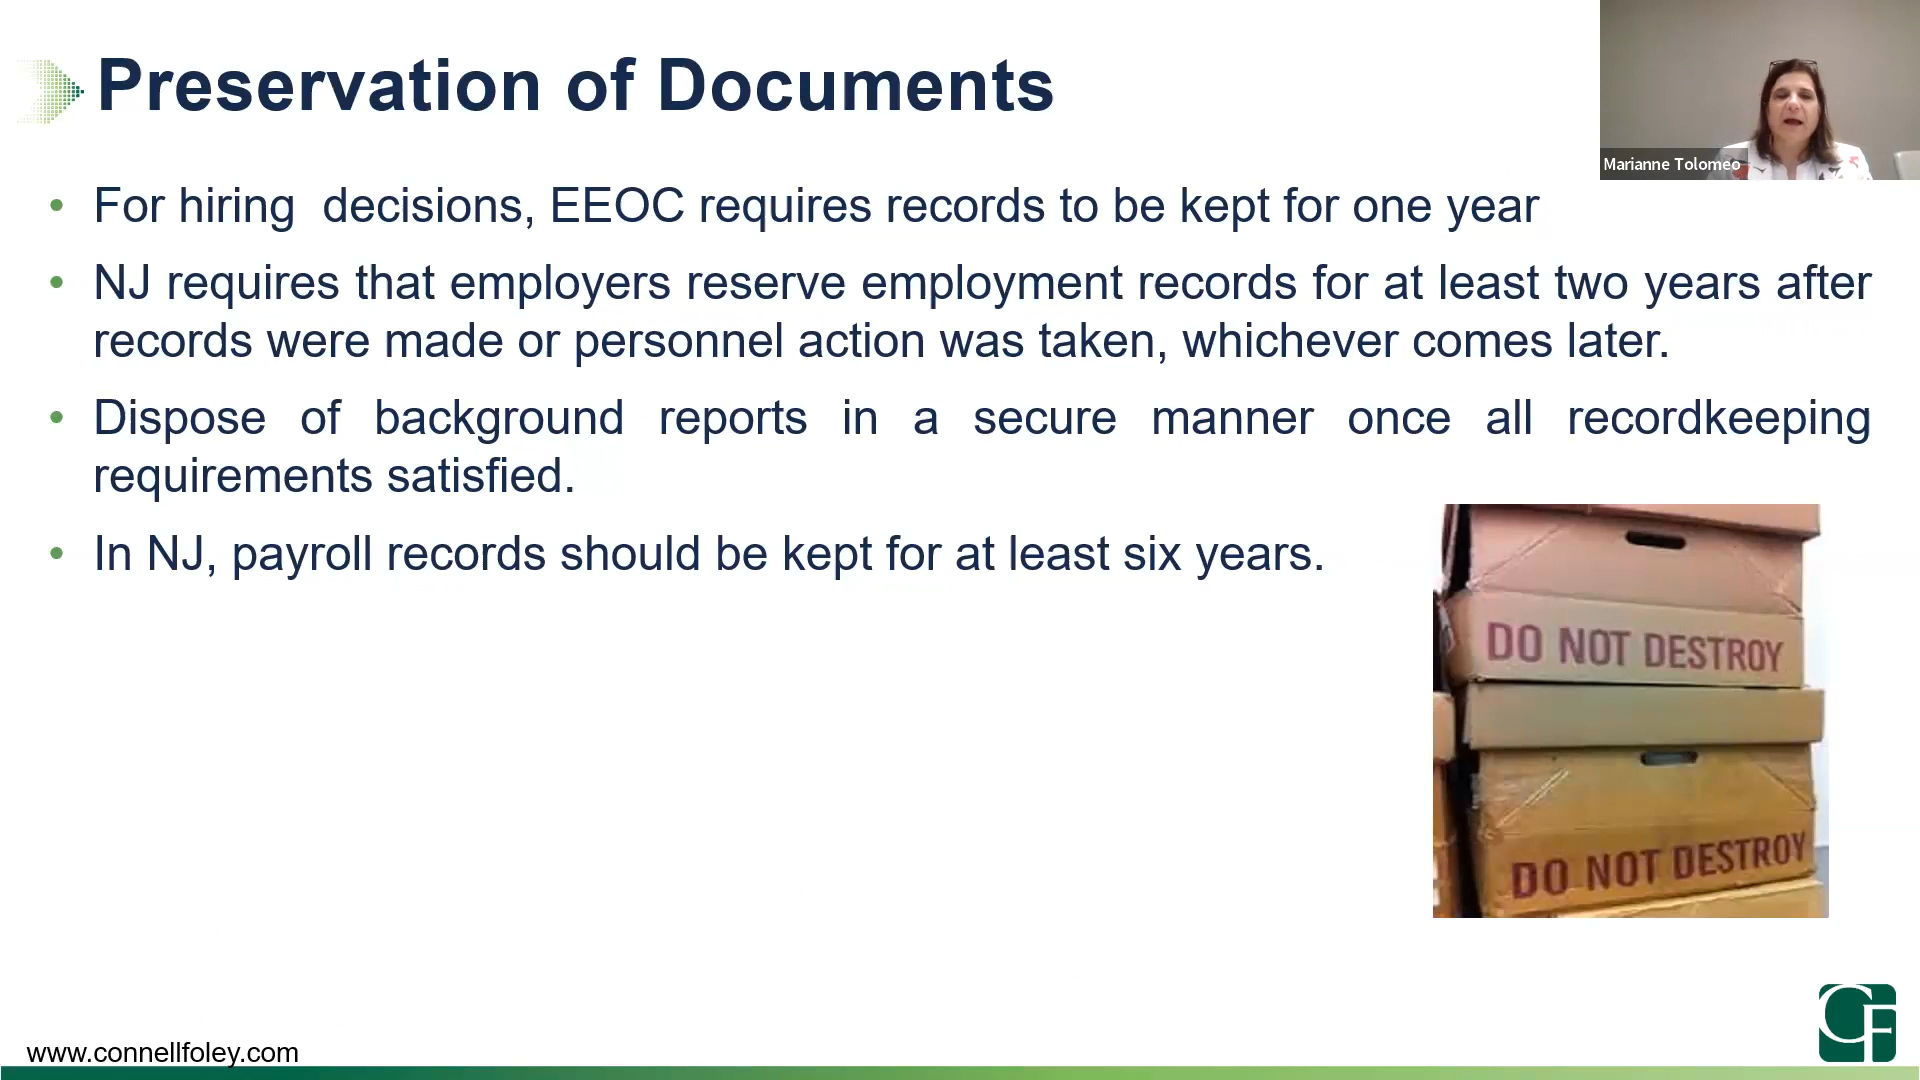 Preservation of Documents
Marianne Tolomeo
• For hiring  decisions, EEOC requires records to be kept for one year
• NJ requires that employers reserve employment records for at least two years after
records were made or personnel action was taken, whichever comes later.
• Dispose of background reports in a secure manner once all recordkeeping
requirements satisfied.
• In NJ, payroll records should be kept for at least six years.
DO NOT DESTROY
DO NOT DESTROY
CF
www.connellfoley.com